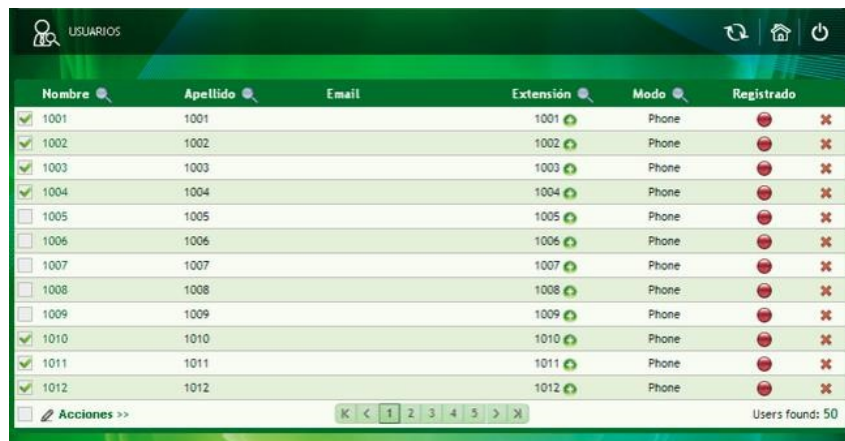 USUARIOS
Nombre Apellido Email Extensión Modo Registrado
1001 1001 1001 Phone
1002 1002 1002 Phone
1003 1003 1003 Phone
1004 1004 1004 Phone
1005 1005 1005 Phone
1006 1006 1006 Phone
1007 1007 1007 Phone
1008 1008 1008 Phone
1009 1009 1009 Phone
1010 1010 1010 Phone
1011 1011 1011 Phone
1012 1012 1012 Phone
Acciones >> 1 2 3 4 5 Users found: 50